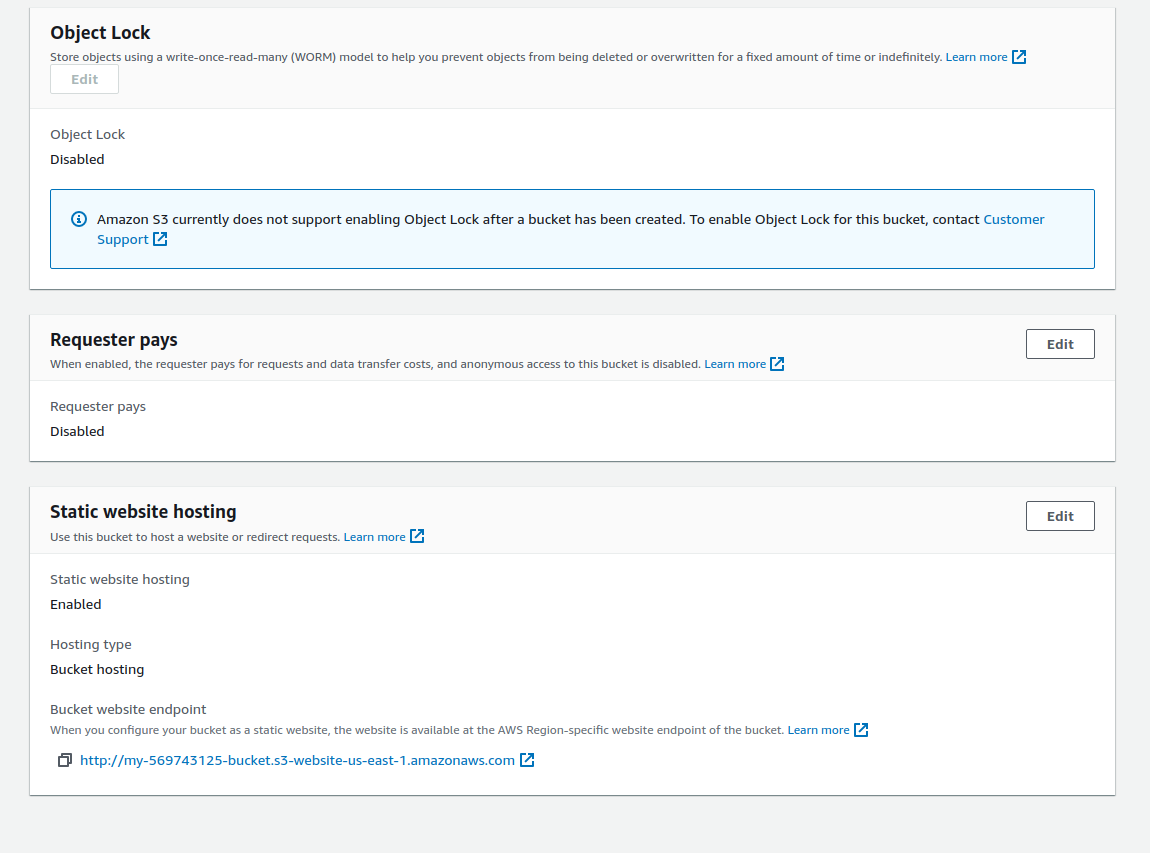 Object Lock
Store objects using a write-once-read-many (WORM) model to help you prevent objects from being deleted or overwritten for a fixed amount of time or indefinitely. Learn more
Edit
Object Lock
Disabled
Amazon S3 currently does not support enabling Object Lock after a bucket has been created. To enable Object Lock for this bucket, contact Customer
Support
Requester pays
Edit
When enabled, the requester pays for requests and data transfer costs, and anonymous access to this bucket is disabled. Learn more
Requester pays
Disabled
Static website hosting
Edit
Use this bucket to host a website or redirect requests. Learn more
Static website hosting
Enabled
Hosting type
Bucket hosting
Bucket website endpoint
When you configure your bucket as a static website, the website is available at the AWS Region-specific website endpoint of the bucket. Learn more
http://my-569743125-bucket.s3-website-us-east-1.amazonaws.com